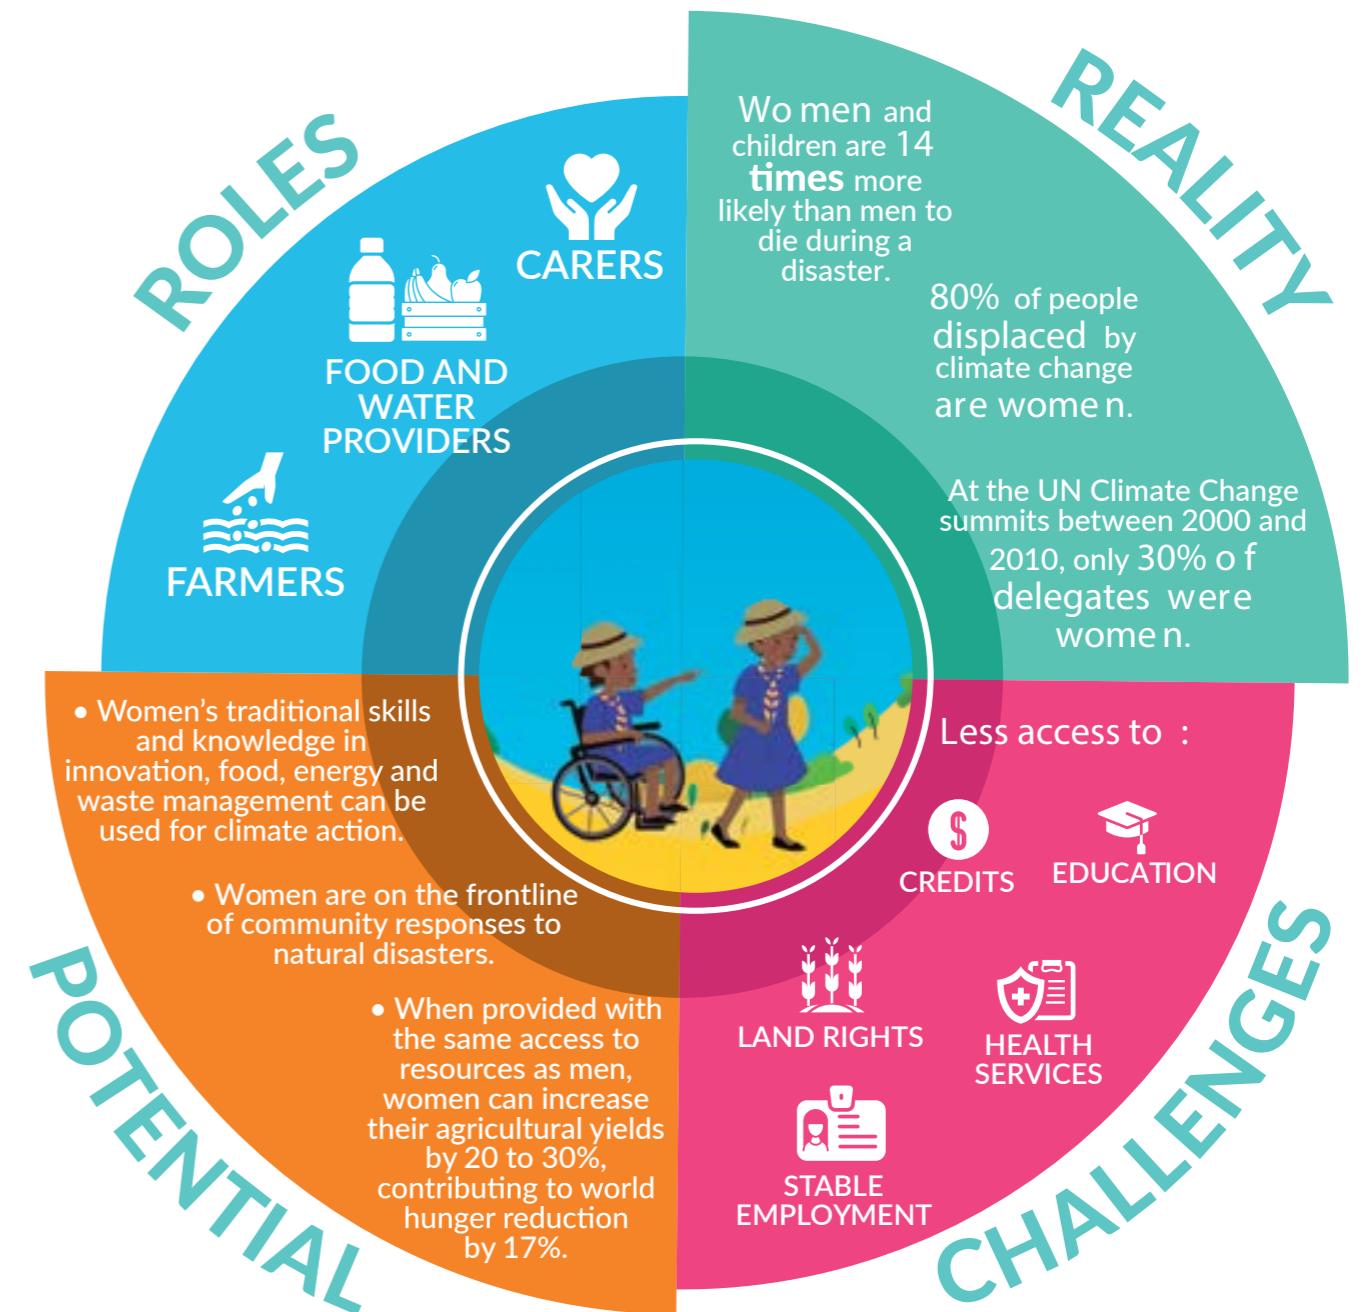 ROLES
CARERS
FOOD AND
WATER
PROVIDERS
FARMERS
REALITY
Women and
children are 14
times more
likely than men to
die during a
disaster.
80% of people
displaced by
climate change
are women.
At the UN Climate Change
summits between 2000 and
2010, only 30% of
delegates were
women.
POTENTIAL
• Women's traditional skills
and knowledge in
innovation, food, energy and
waste management can be
used for climate action.
• Women are on the frontline
of community responses to
natural disasters.
• When provided with
the same access to
resources as men,
women can increase
their agricultural yields
by 20 to 30%,
contributing to world
hunger reduction
by 17%.
CHALLENGES
Less access to :
$
CREDITS
EDUCATION
LAND RIGHTS
HEALTH
SERVICES
STABLE
EMPLOYMENT